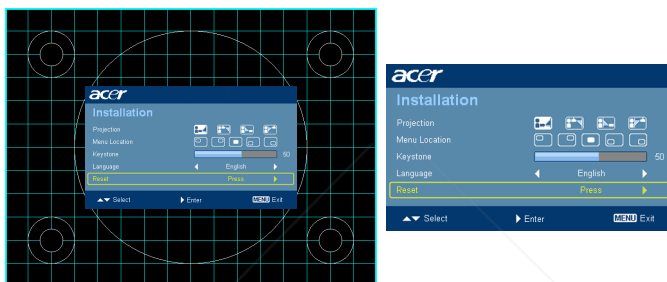 acer
Installation
Projection
Menu Location
Keystone 50
Language English
Reset Press
Select Enter MENU Exit
acer
Installation
Projection
Menu Location
Keystone 50
Language English
Reset Press
Select Enter MENU Exit